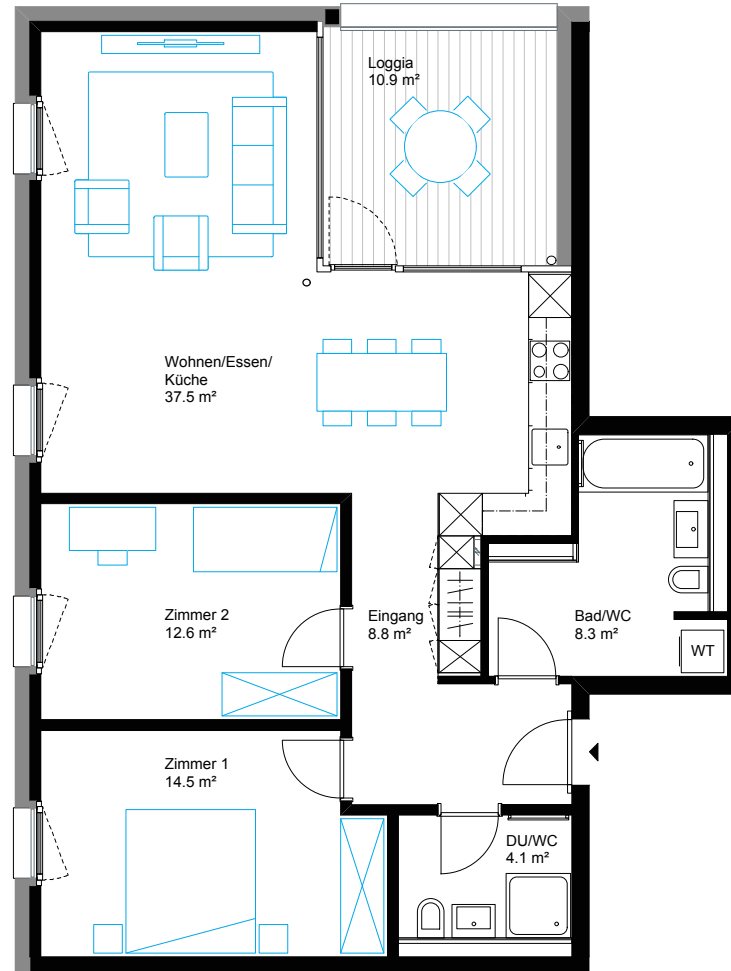 Loggia
10.9 m²
Wohnen/Essen/
Küche
37.5 m²
Zimmer 2
12.6 m²
Eingang
8.8 m²
Bad/WC
8.3 m²
WT
Zimmer 1
14.5 m²
DU/WC
4.1 m²